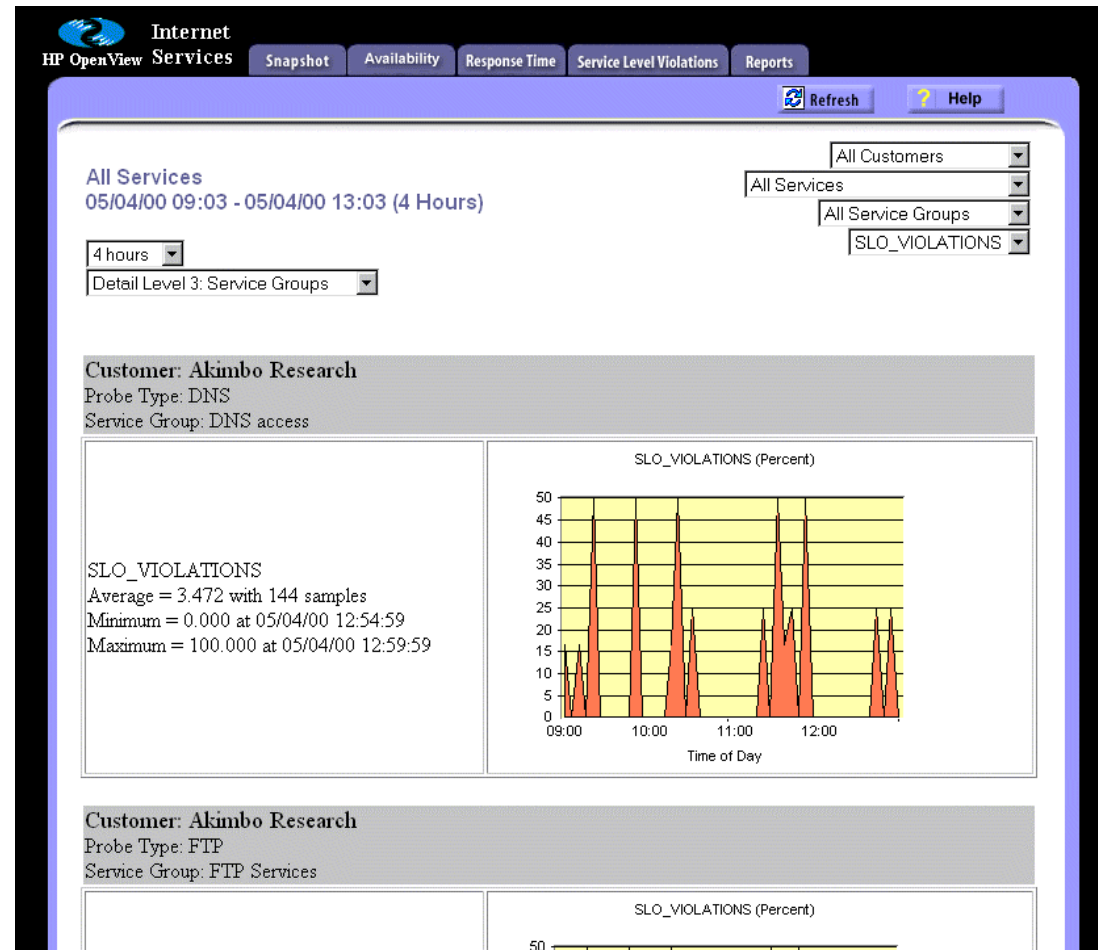 Internet
HP OpenView Services
Snapshot Availability Response Time Service Level Violations Reports
Refresh ? Help
All Customers
All Services
All Services
05/04/00 09:03 - 05/04/00 13:03 (4 Hours)
All Service Groups
SLO_VIOLATIONS
4 hours
Detail Level 3: Service Groups
Customer: Akimbo Research
Probe Type: DNS
Service Group: DNS access
SLO_VIOLATIONS
Average = 3.472 with 144 samples
Minimum = 0.000 at 05/04/00 12:54:59
Maximum = 100.000 at 05/04/00 12:59:59
SLO_VIOLATIONS (Percent)
50
45
40
35
30
25
20
15
10
5
0
09:00 10:00 11:00 12:00
Time of Day
Customer: Akimbo Research
Probe Type: FTP
Service Group: FTP Services
SLO_VIOLATIONS (Percent)
50